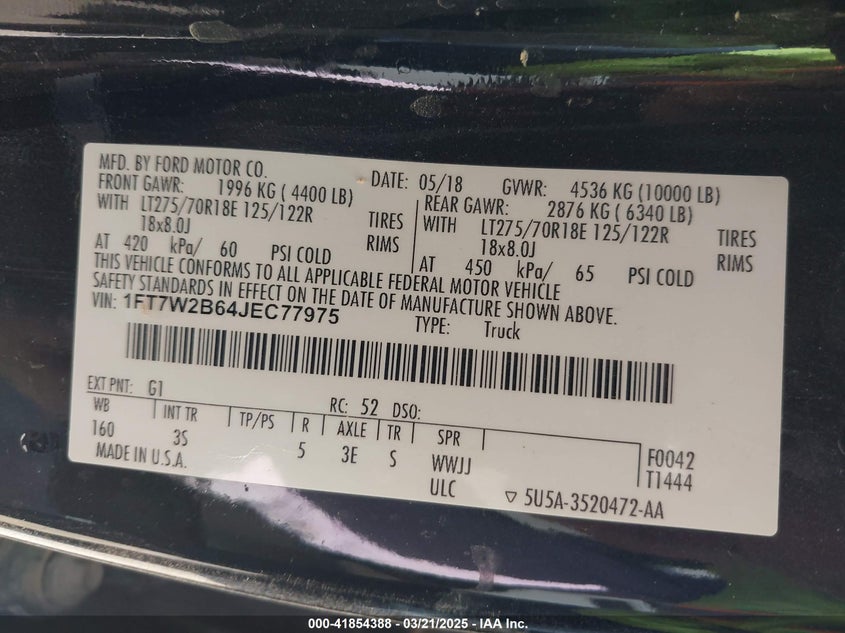 MFD. BY FORD MOTOR CO. DATE: 05/18 GVWR: 4536 KG (10000 LB)
FRONT GAWR: 1996 KG ( 4400 LB) REAR GAWR: 2876 KG ( 6340 LB)
WITH LT275/70R18E 125/122R TIRES WITH LT275/70R18E 125/122R TIRES
18x8.0J RIMS 18x8.0J RIMS
AT 420 kPa/ 60 PSI COLD AT 450 kPa/ 65 PSI COLD
THIS VEHICLE CONFORMS TO ALL APPLICABLE FEDERAL MOTOR VEHICLE
SAFETY STANDARDS IN EFFECT ON THE DATE OF MANUFACTURE SHOWN ABOVE.
VIN: 1FT7W2B64JEC77975 TYPE: Truck
EXT PNT: G1 RC: 52 DSO:
WB INT TR TP/PS R AXLE TR SPR F0042
160 3S 5 3E S WWJJ T1444
MADE IN U.S.A. ULC 5U5A-3520472-AA
000-41854388 - 03/21/2025 - IAA Inc.